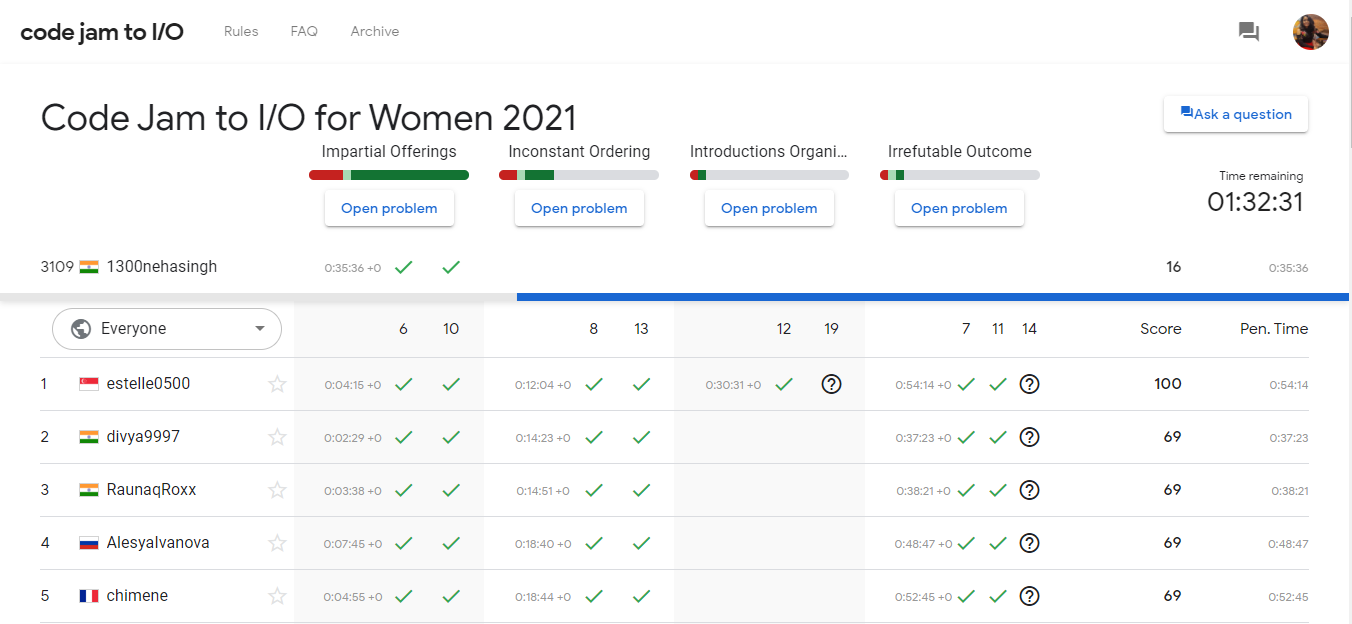 code jam to I/O Rules FAQ Archive
Code Jam to I/O for Women 2021 Ask a question
Impartial Offerings Inconstant Ordering Introductions Organi... Irrefutable Outcome
Time remaining
Open problem Open problem Open problem Open problem 01:32:31
3109 1300nehasingh 0:35:36 +0 16 0:35:36
Everyone 6 10 8 13 12 19 7 11 14 Score Pen. Time
1 estelle0500 0:04:15 +0 0:12:04 +0 0:30:31 +0 ? 0:54:14 +0 ? 100 0:54:14
2 divya9997 0:02:29 +0 0:14:23 +0 0:37:23 +0 ? 69 0:37:23
3 RaunaqRoxx 0:03:38 +0 0:14:51 +0 0:38:21 +0 ? 69 0:38:21
4 AlesyaIvanova 0:07:45 +0 0:18:40 +0 0:48:47 +0 ? 69 0:48:47
5 chimene 0:04:55 +0 0:18:44 +0 0:52:45 +0 ? 69 0:52:45